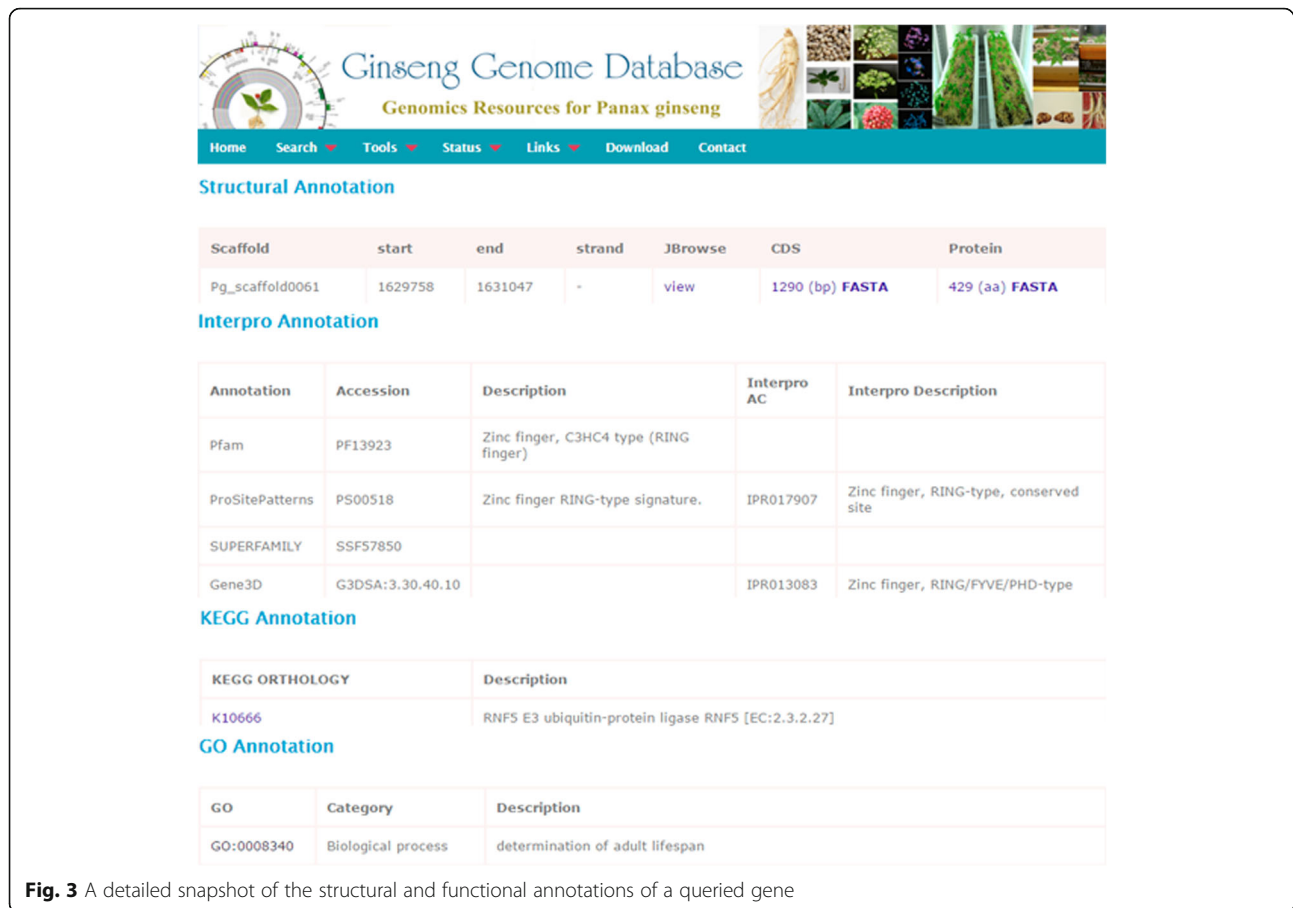 Ginseng Genome Database
Genomics Resources for Panax ginseng
Home Search Tools Status Links Download Contact
Structural Annotation
Scaffold start end strand JBrowse CDS Protein
Pg_scaffold0061 1629758 1631047 - view 1290 (bp) FASTA 429 (aa) FASTA
Interpro Annotation
Annotation Accession Description Interpro AC Interpro Description
Pfam PF13923 Zinc finger, C3HC4 type (RING finger)
ProSitePatterns PS00518 Zinc finger RING-type signature. IPR017907 Zinc finger, RING-type, conserved site
SUPERFAMILY SSF57850
Gene3D G3DSA:3.30.40.10 IPR013083 Zinc finger, RING/FYVE/PHD-type
KEGG Annotation
KEGG ORTHOLOGY Description
K10666 RNF5 E3 ubiquitin-protein ligase RNF5 [EC:2.3.2.27]
GO Annotation
GO Category Description
GO:0008340 Biological process determination of adult lifespan
Fig. 3 A detailed snapshot of the structural and functional annotations of a queried gene